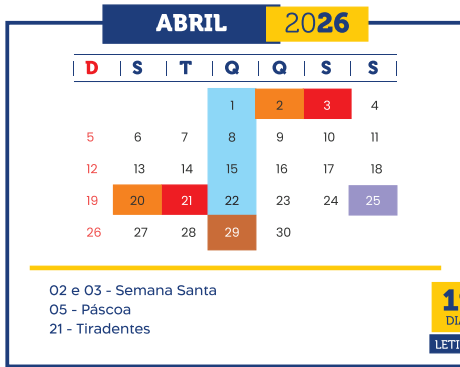 ABRIL 2026
D S T Q Q S S
1 2 3 4
5 6 7 8 9 10 11
12 13 14 15 16 17 18
19 20 21 22 23 24 25
26 27 28 29 30
02 e 03 - Semana Santa
05 - Páscoa
21 - Tiradentes